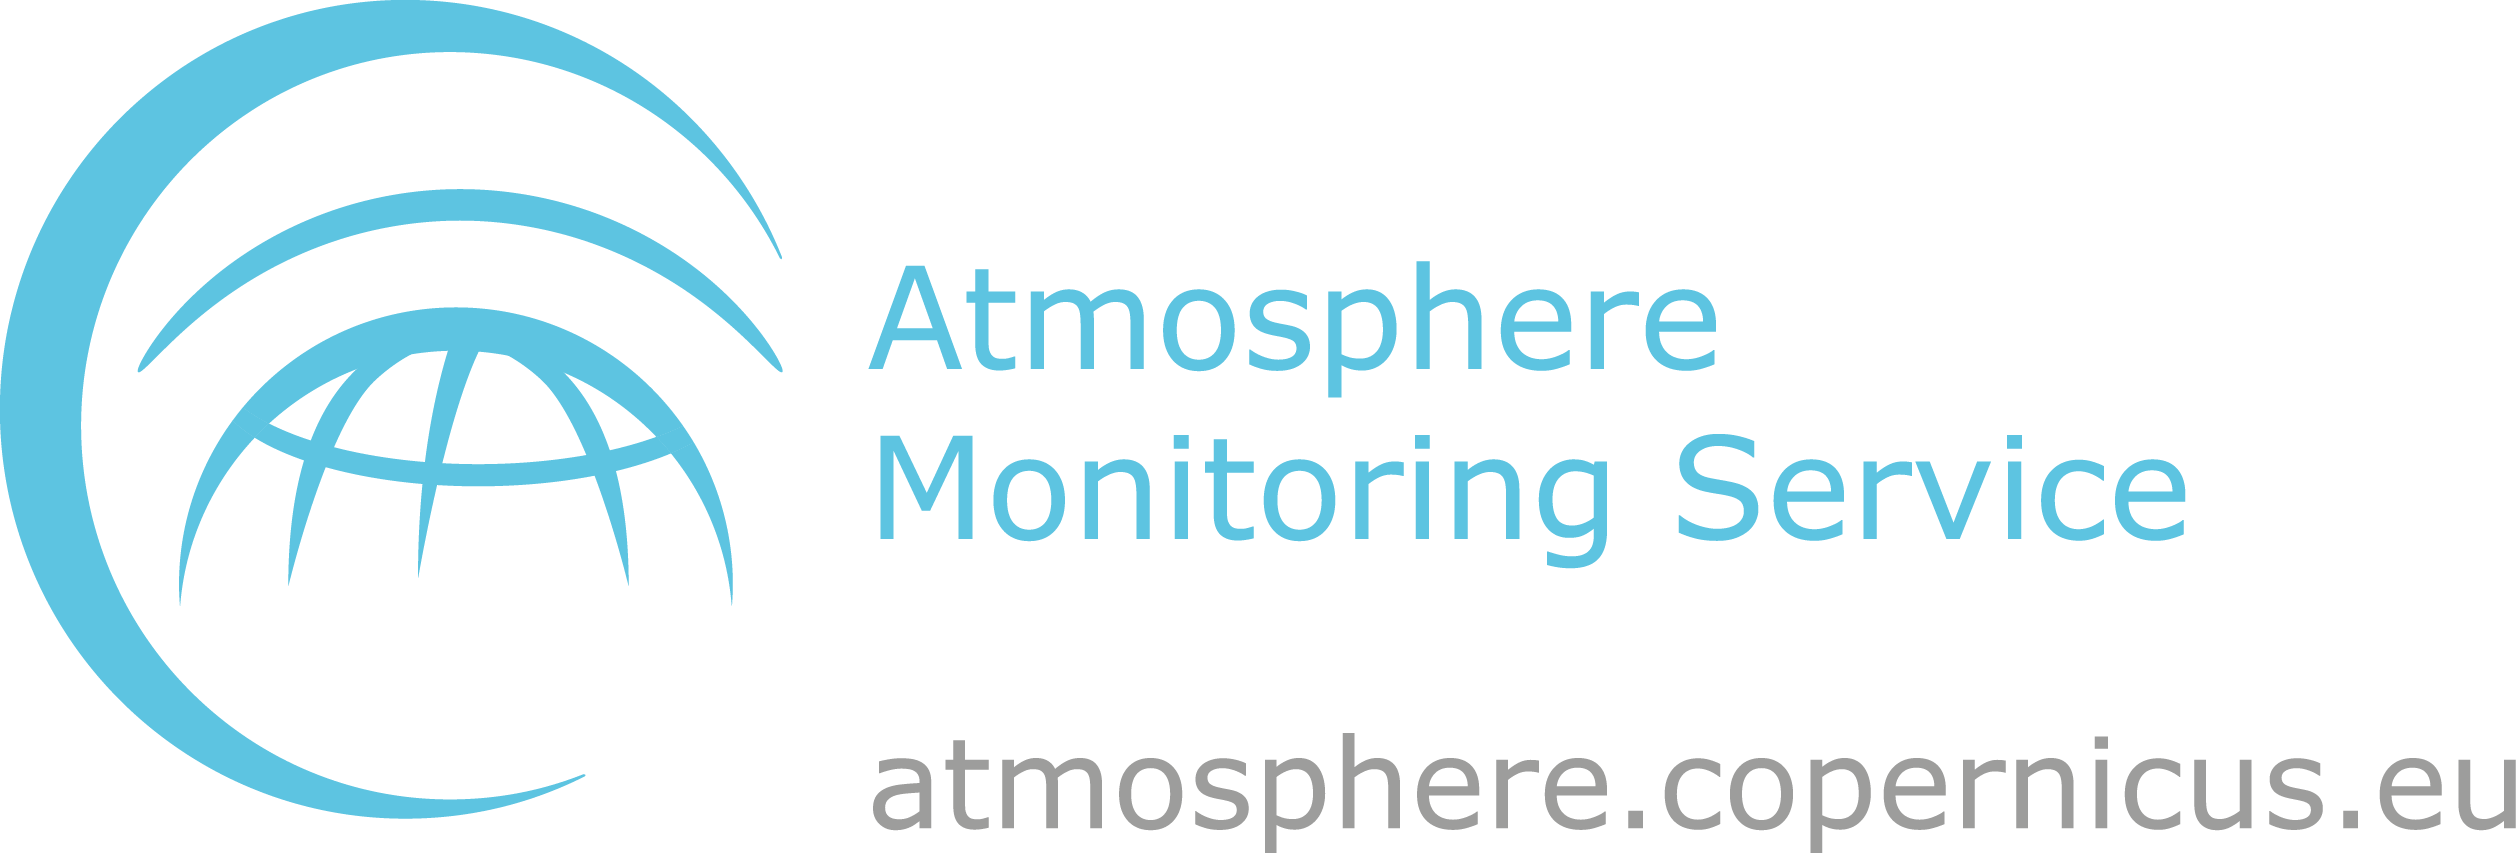 Atmosphere
Monitoring Service
atmosphere.copernicus.eu